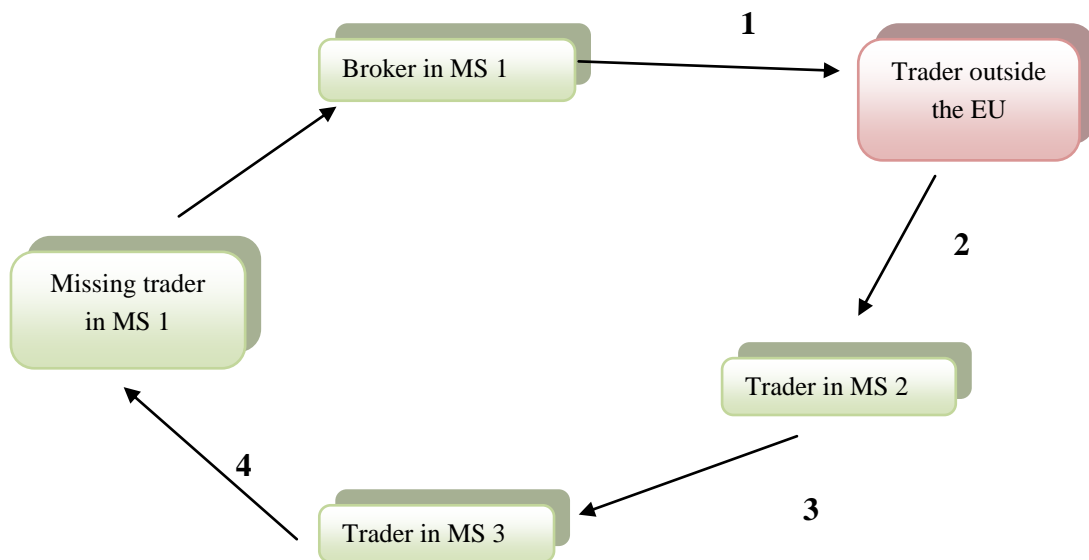 1
Broker in MS 1
Trader outside
the EU
2
Missing trader
in MS 1
Trader in MS 2
4
3
Trader in MS 3